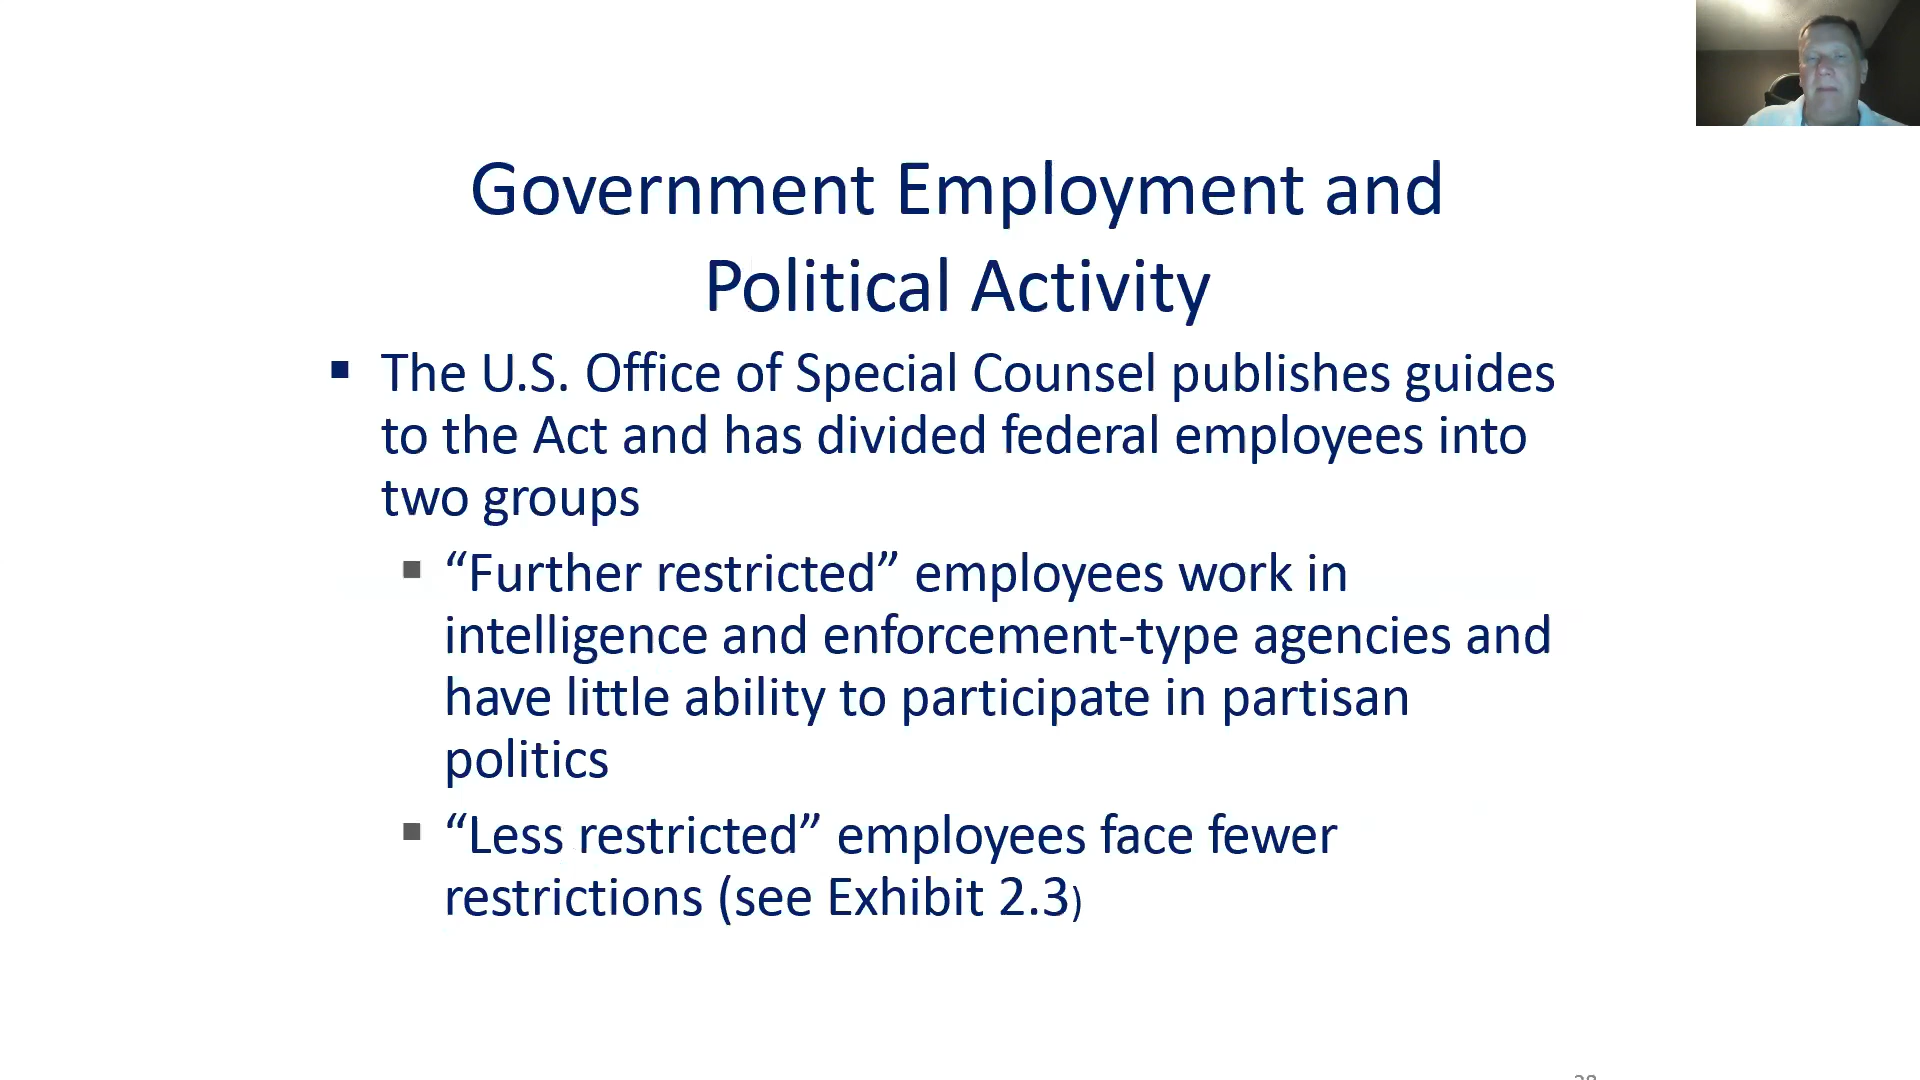 Government Employment and
Political Activity
▪ The U.S. Office of Special Counsel publishes guides
to the Act and has divided federal employees into
two groups
▪ “Further restricted” employees work in
intelligence and enforcement-type agencies and
have little ability to participate in partisan
politics
▪ “Less restricted” employees face fewer
restrictions (see Exhibit 2.3)